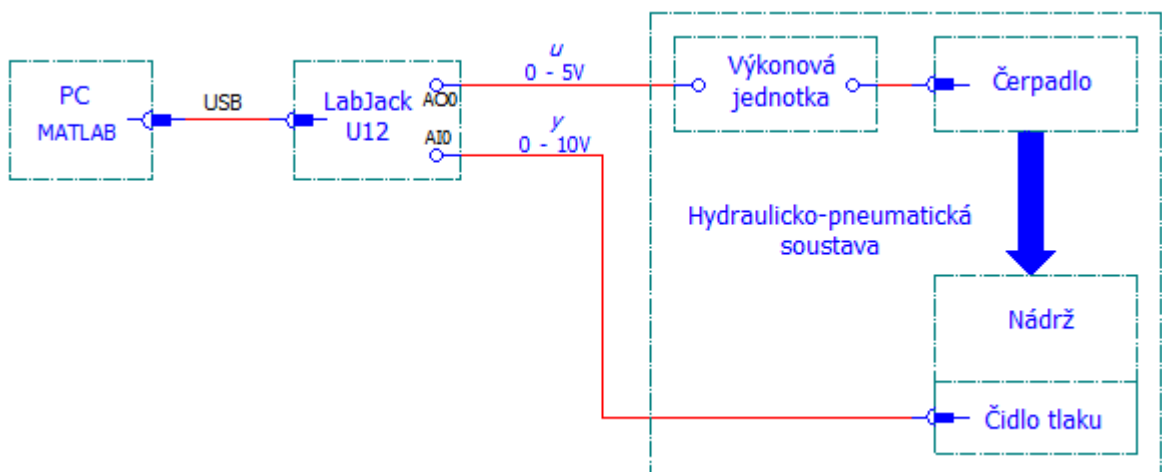 PC
MATLAB
USB
LabJack
U12
AO0
AI0
u
0 - 5V
y
0 - 10V
Výkonová
jednotka
Čerpadlo
Hydraulicko-pneumatická
soustava
Nádrž
Čidlo tlaku